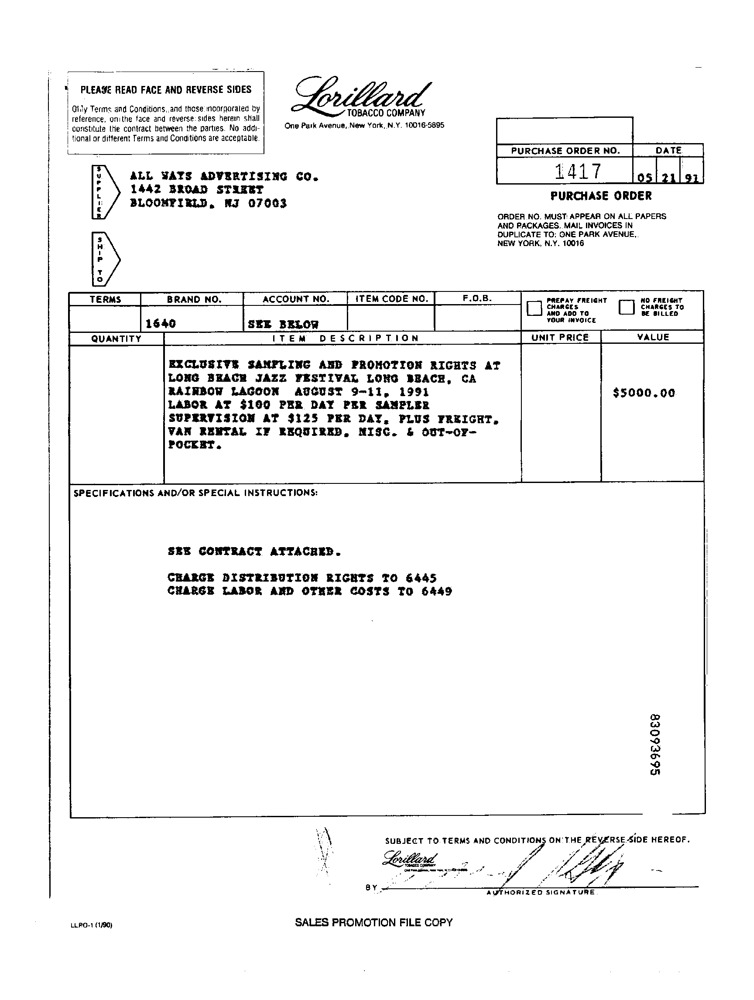 PLEASE READ FACE AND REVERSE SIDES
Only Terms and Conditions, and those incorporated by
reference, on the face and reverse sides herein shall
constitute the contract between the parties. No addi-
tional or different Terms and Conditions are acceptable.
Lorillard
TOBACCO COMPANY
One Park Avenue, New York, N.Y. 10016-5895
PURCHASE ORDER NO. DATE
1417 05 21 91
PURCHASE ORDER
ORDER NO. MUST APPEAR ON ALL PAPERS
AND PACKAGES. MAIL INVOICES IN
DUPLICATE TO: ONE PARK AVENUE,
NEW YORK, N.Y. 10016
SUPPLIER
ALL WAYS ADVERTISING CO.
1442 BROAD STREET
BLOOMFIELD, NJ 07003
SHIP TO
TERMS BRAND NO. ACCOUNT NO. ITEM CODE NO. F.O.B.
PREPAY FREIGHT
CHARGES
AND ADD TO
YOUR INVOICE
NO FREIGHT
CHARGES TO
BE BILLED
1640 SEE BELOW
QUANTITY ITEM DESCRIPTION UNIT PRICE VALUE
EXCLUSIVE SAMPLING AND PROMOTION RIGHTS AT
LONG BEACH JAZZ FESTIVAL LONG BEACH, CA
RAINBOW LAGOON AUGUST 9-11, 1991 $5000.00
LABOR AT $100 PER DAY PER SAMPLER
SUPERVISION AT $125 PER DAY, PLUS FREIGHT,
VAN RENTAL IF REQUIRED, MISC. & OUT-OF-
POCKET.
SPECIFICATIONS AND/OR SPECIAL INSTRUCTIONS:
SEE CONTRACT ATTACHED.
CHARGE DISTRIBUTION RIGHTS TO 6445
CHARGE LABOR AND OTHER COSTS TO 6449
83093695
SUBJECT TO TERMS AND CONDITIONS ON THE REVERSE SIDE HEREOF.
Lorillard
BY
AUTHORIZED SIGNATURE
LLPO-1 (1/90)
SALES PROMOTION FILE COPY